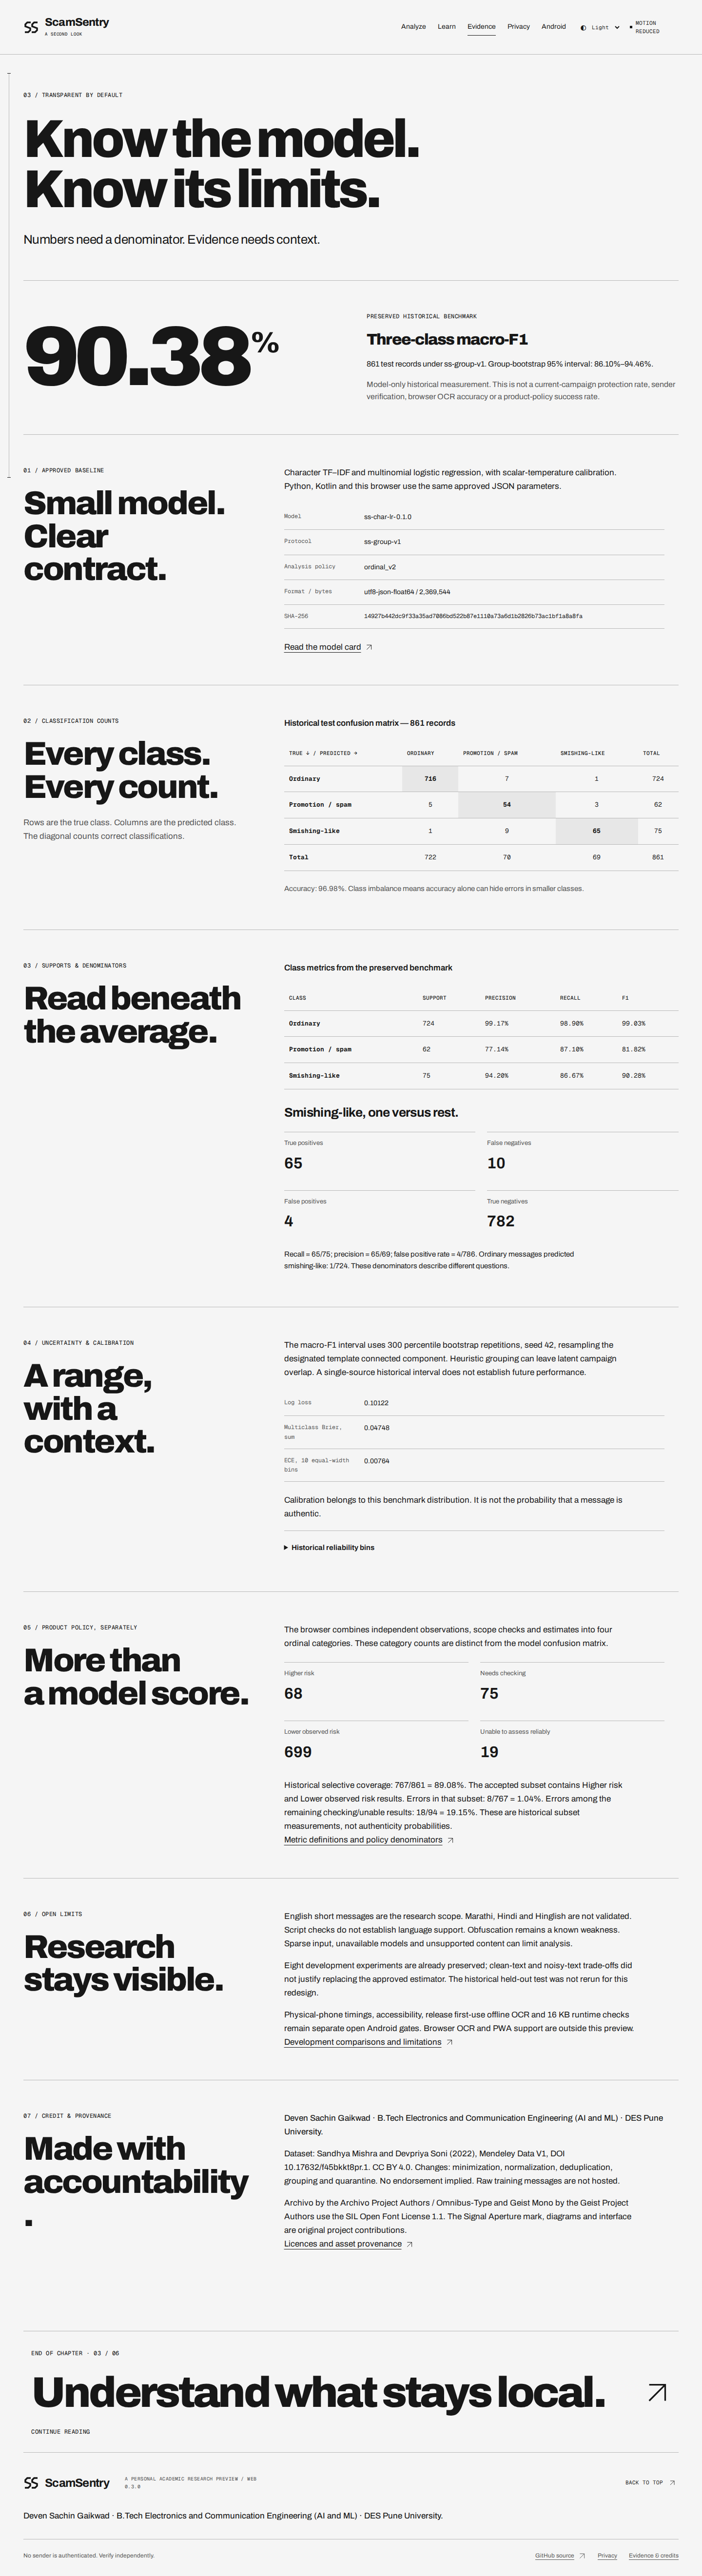 ScamSentry
A SECOND LOOK
Analyze Learn Evidence Privacy Android Light MOTION REDUCED
03 / TRANSPARENT BY DEFAULT
Know the model.
Know its limits.
Numbers need a denominator. Evidence needs context.
90.38%
PRESERVED HISTORICAL BENCHMARK
Three-class macro-F1
861 test records under ss-group-v1. Group-bootstrap 95% interval: 86.10%–94.46%.
Model-only historical measurement. This is not a current-campaign protection rate, sender
verification, browser OCR accuracy or a product-policy success rate.
01 / APPROVED BASELINE
Small model.
Clear
contract.
Character TF–IDF and multinomial logistic regression, with scalar-temperature calibration.
Python, Kotlin and this browser use the same approved JSON parameters.
Model ss-char-lr-0.1.0
Protocol ss-group-v1
Analysis policy ordinal_v2
Format / bytes utf8-json-float64 / 2,369,544
SHA-256
Read the model card ↗
02 / CLASSIFICATION COUNTS
Every class.
Every count.
Rows are the true class. Columns are the predicted class.
The diagonal counts correct classifications.
Historical test confusion matrix — 861 records
TRUE ↓ / PREDICTED → ORDINARY PROMOTION / SPAM SMISHING-LIKE TOTAL
Ordinary 716 7 1 724
Promotion / spam 5 54 3 62
Smishing-like 1 9 65 75
Total 722 70 69 861
Accuracy: 96.98%. Class imbalance means accuracy alone can hide errors in smaller classes.
03 / SUPPORTS & DENOMINATORS
Read beneath
the average.
Class metrics from the preserved benchmark
CLASS SUPPORT PRECISION RECALL F1
Ordinary 724 99.17% 98.90% 99.03%
Promotion / spam 62 77.14% 87.10% 81.82%
Smishing-like 75 94.20% 86.67% 90.28%
Smishing-like, one versus rest.
True positives False negatives
65 10
False positives True negatives
4 782
Recall = 65/75; precision = 65/69; false positive rate = 4/786. Ordinary messages predicted
smishing-like: 1/724. These denominators describe different questions.
04 / UNCERTAINTY & CALIBRATION
A range,
with a
context.
The macro-F1 interval uses 300 percentile bootstrap repetitions, seed 42, resampling the
designated template connected component. Heuristic grouping can leave latent campaign
overlap. A single-source historical interval does not establish future performance.
Log loss 0.10122
Multiclass Brier, sum 0.04748
ECE, 10 equal-width bins 0.00764
Calibration belongs to this benchmark distribution. It is not the probability that a message is
authentic.
Historical reliability bins
05 / PRODUCT POLICY, SEPARATELY
More than
a model score.
The browser combines independent observations, scope checks and estimates into four
ordinal categories. These category counts are distinct from the model confusion matrix.
Higher risk Needs checking
68 75
Lower observed risk Unable to assess reliably
699 19
Historical selective coverage: 767/861 = 89.08%. The accepted subset contains Higher risk
and Lower observed risk results. Errors in that subset: 8/767 = 1.04%. Errors among the
remaining checking/unable results: 18/94 = 19.15%. These are historical subset
measurements, not authenticity probabilities.
Metric definitions and policy denominators ↗
06 / OPEN LIMITS
Research
stays visible.
English short messages are the research scope. Marathi, Hindi and Hinglish are not validated.
Script checks do not establish language support. Obfuscation remains a known weakness.
Sparse input, unavailable models and unsupported content can limit analysis.
Eight development experiments are already preserved; clean-text and noisy-text trade-offs did
not justify replacing the approved estimator. The historical held-out test was not rerun for this
redesign.
Physical-phone timings, accessibility, release first-use offline OCR and 16 KB runtime checks
remain separate open Android gates. Browser OCR and PWA support are outside this preview.
Development comparisons and limitations ↗
07 / CREDIT & PROVENANCE
Made with
accountability
.
Deven Sachin Gaikwad · B.Tech Electronics and Communication Engineering (AI and ML) · DES Pune
University.
Dataset: Sandhya Mishra and Devpriya Soni (2022), Mendeley Data V1, DOI
10.17632/f45bkkt8pr.1. CC BY 4.0. Changes: minimization, normalization, deduplication,
grouping and quarantine. No endorsement implied. Raw training messages are not hosted.
Archivo by the Archivo Project Authors / Omnibus-Type and Geist Mono by the Geist Project
Authors use the SIL Open Font License 1.1. The Signal Aperture mark, diagrams and interface
are original project contributions.
Licences and asset provenance ↗
END OF CHAPTER · 03 / 06
Understand what stays local. ↗
CONTINUE READING
ScamSentry
A PERSONAL ACADEMIC RESEARCH PREVIEW / WEB
0.3.0
BACK TO TOP ↗
Deven Sachin Gaikwad · B.Tech Electronics and Communication Engineering (AI and ML) · DES Pune University.
No sender is authenticated. Verify independently.
GitHub source ↗ Privacy Evidence & credits